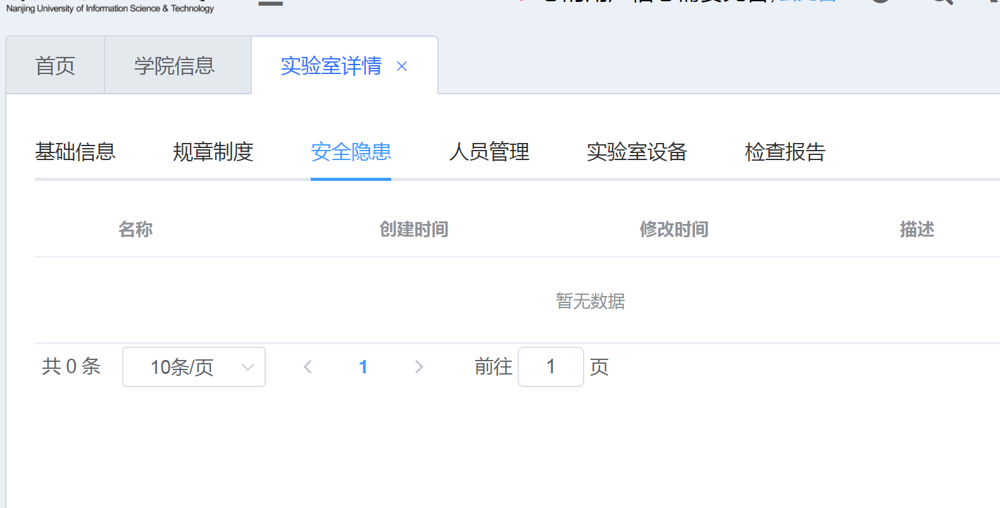 Nanjing University of Information Science & Technology
首页 学院信息 实验室详情
基础信息 规章制度 安全隐患 人员管理 实验室设备 检查报告
名称 创建时间 修改时间 描述
暂无数据
共 0 条 10条/页 1 前往 1 页